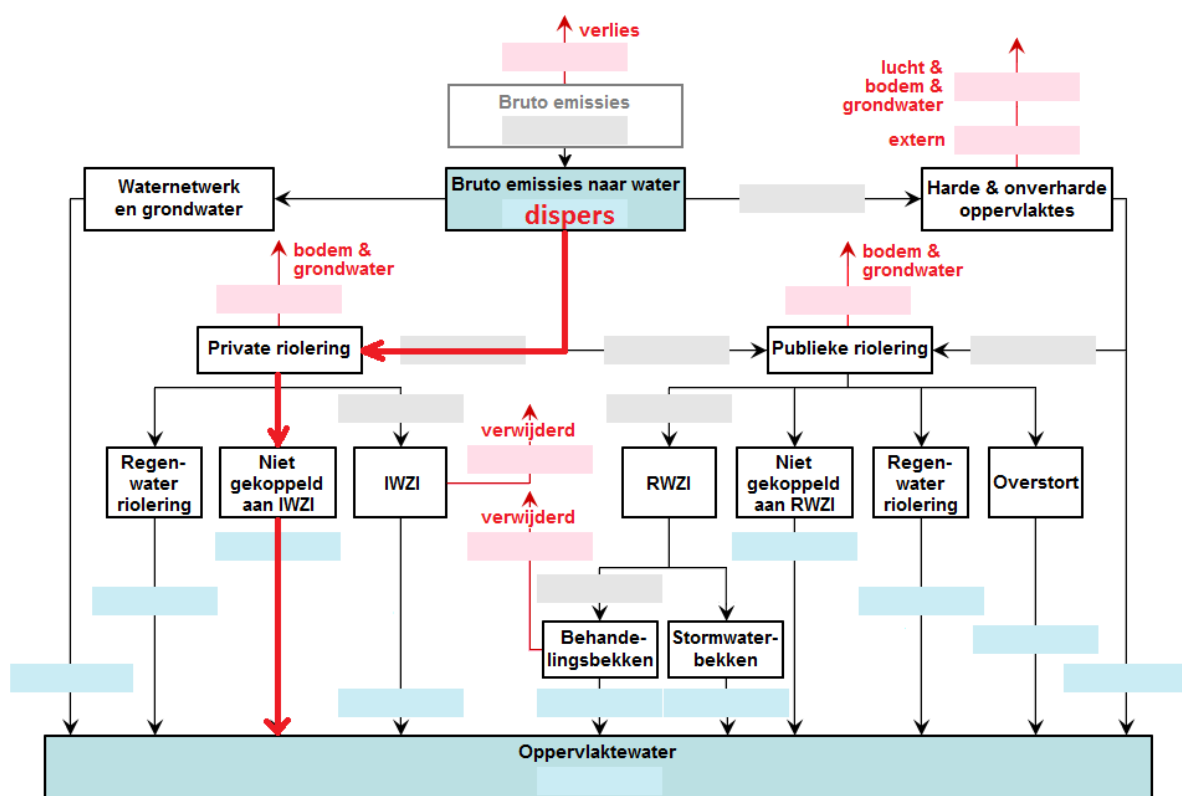 verlies
Bruto emissies
lucht &
bodem &
grondwater
extern
Waternetwerk
en grondwater
Bruto emissies naar water
dispers
Harde & onverharde
oppervlaktes
bodem &
grondwater
bodem &
grondwater
Private riolering
Publieke riolering
verwijderd
Regen-
water
riolering
Niet
gekoppeld
aan IWZI
IWZI
RWZI
Niet
gekoppeld
aan RWZI
Regen-
water
riolering
Overstort
verwijderd
Behande-
lingsbekken
Stormwater-
bekken
Oppervlaktewater